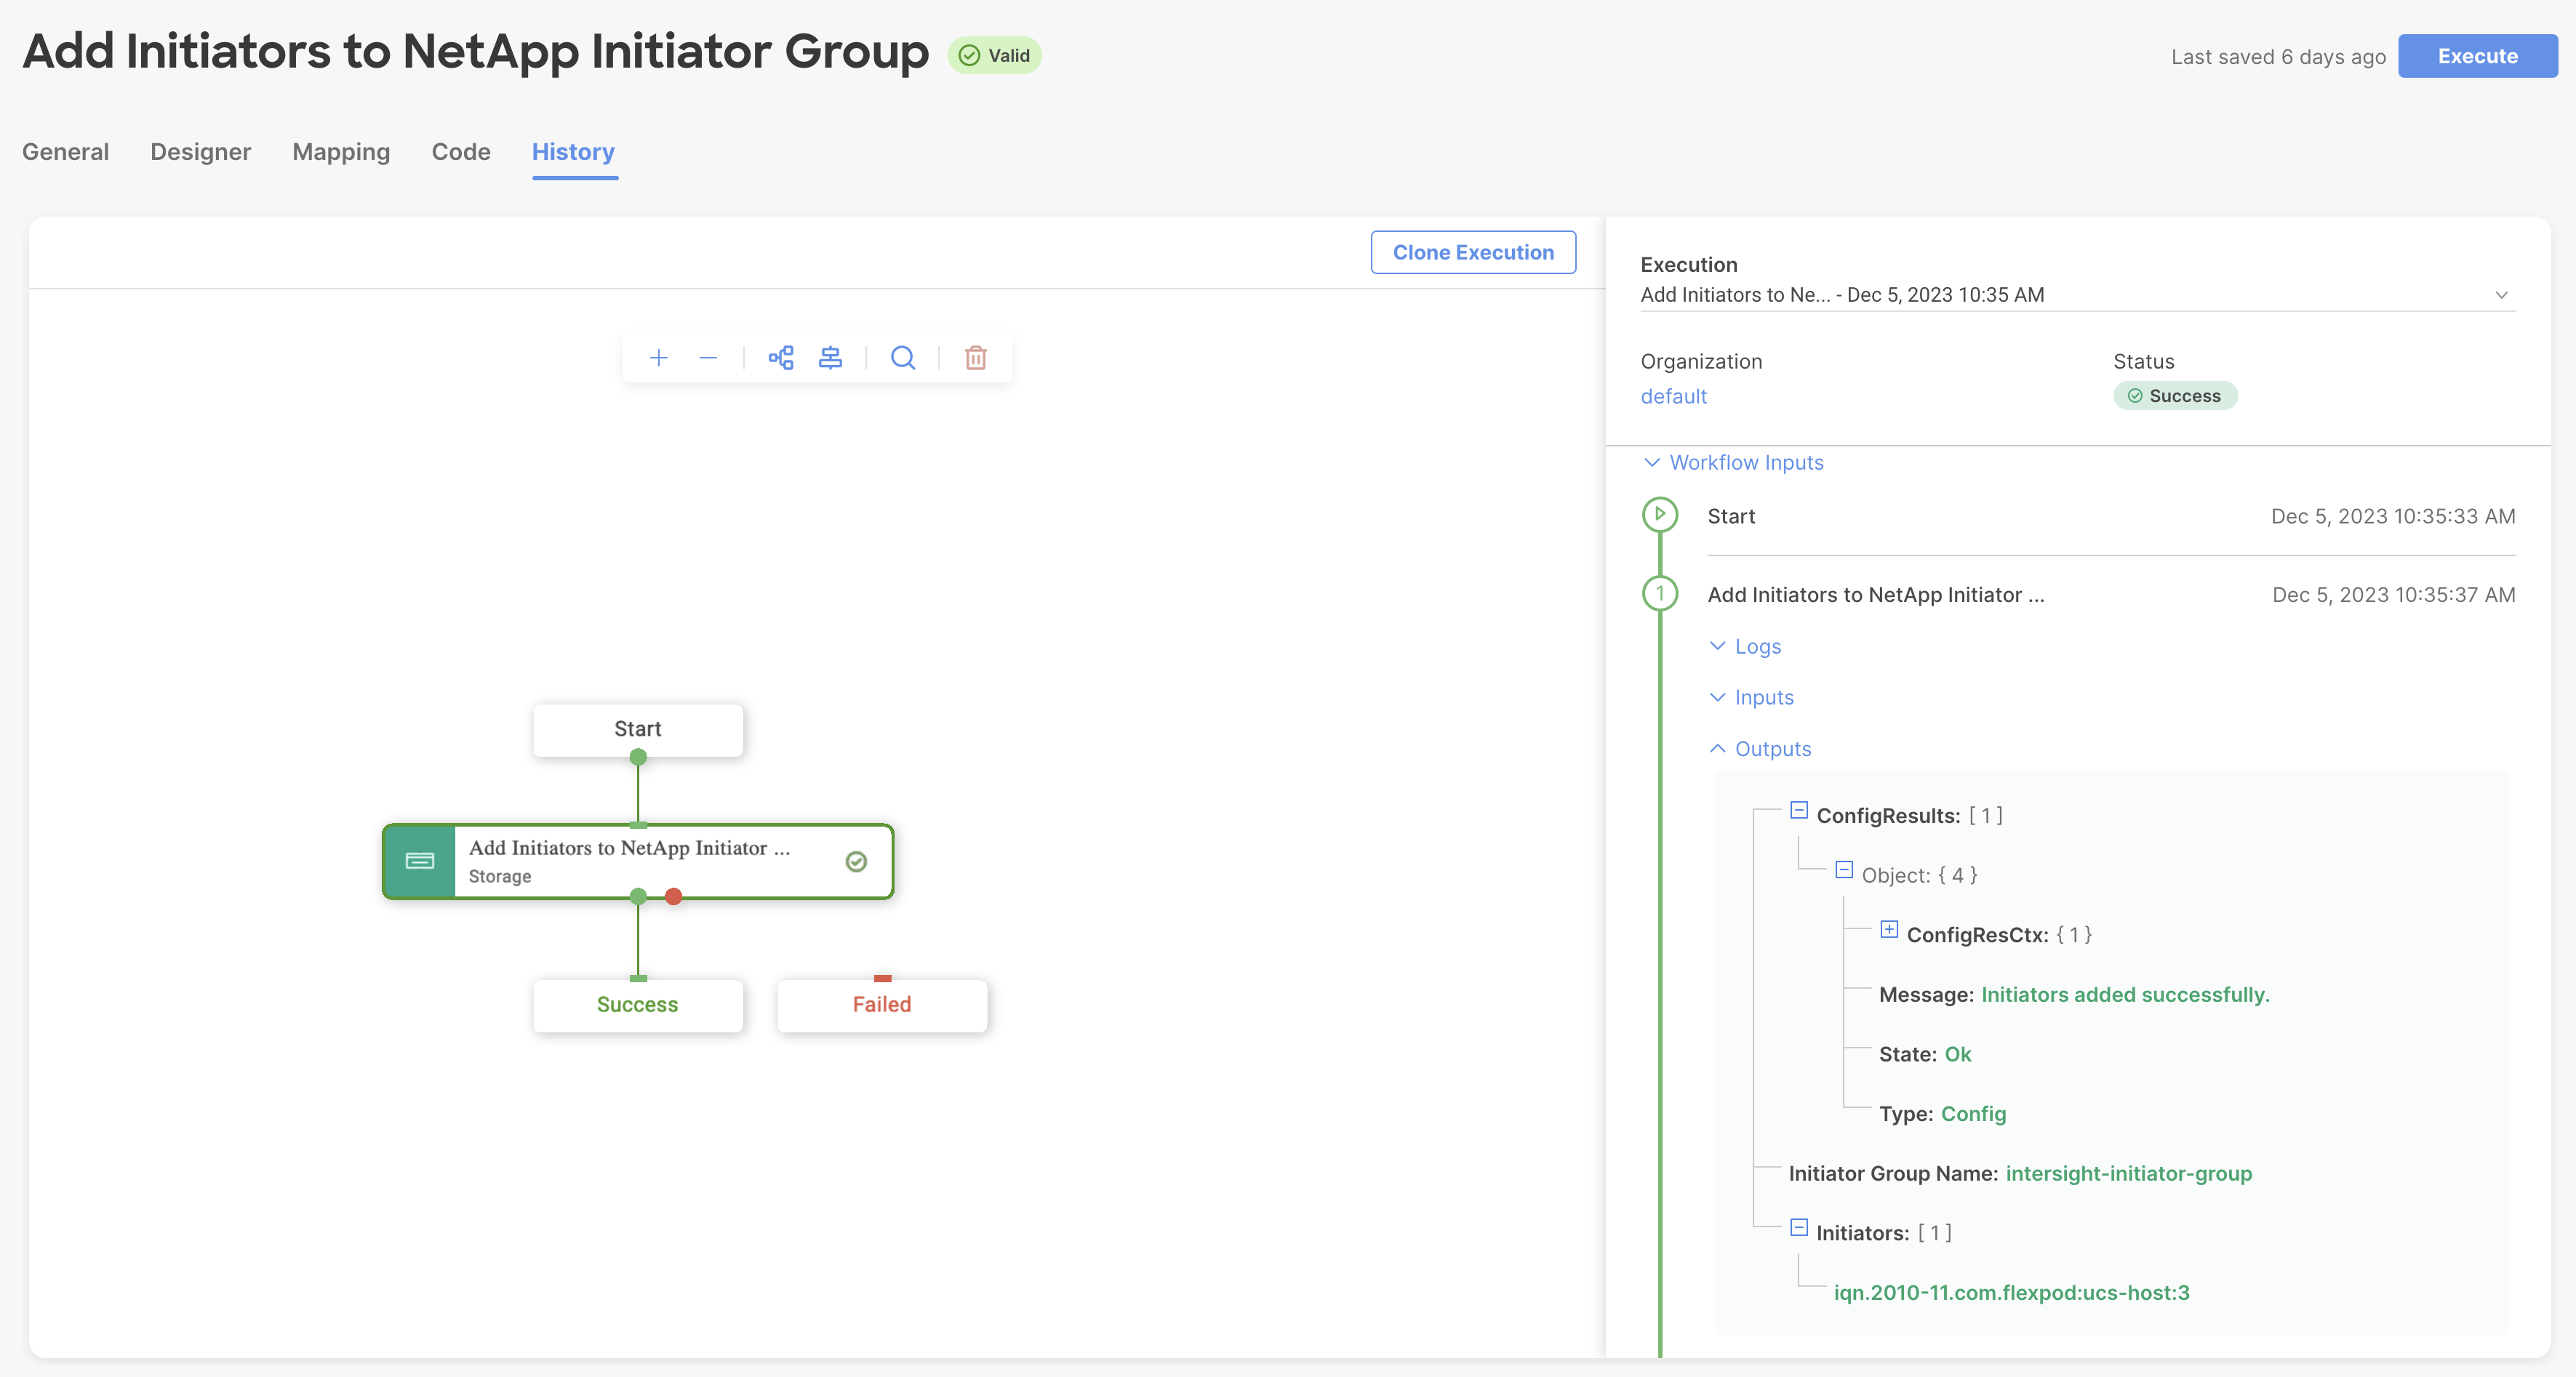 Add Initiators to NetApp Initiator Group
Valid
Last saved 6 days ago
Execute
General
Designer
Mapping
Code
History
Clone Execution
Start
Add Initiators to NetApp Initiator ...
Storage
Success
Failed
Execution
Add Initiators to Ne... - Dec 5, 2023 10:35 AM
Organization
Status
default
Success
Workflow Inputs
Start
Dec 5, 2023 10:35:33 AM
1
Add Initiators to NetApp Initiator ...
Dec 5, 2023 10:35:37 AM
Logs
Inputs
Outputs
ConfigResults: [ 1 ]
Object: { 4 }
ConfigResCtx: { 1 }
Message: Initiators added successfully.
State: Ok
Type: Config
Initiator Group Name: intersight-initiator-group
Initiators: [ 1 ]
iqn.2010-11.com.flexpod:ucs-host:3